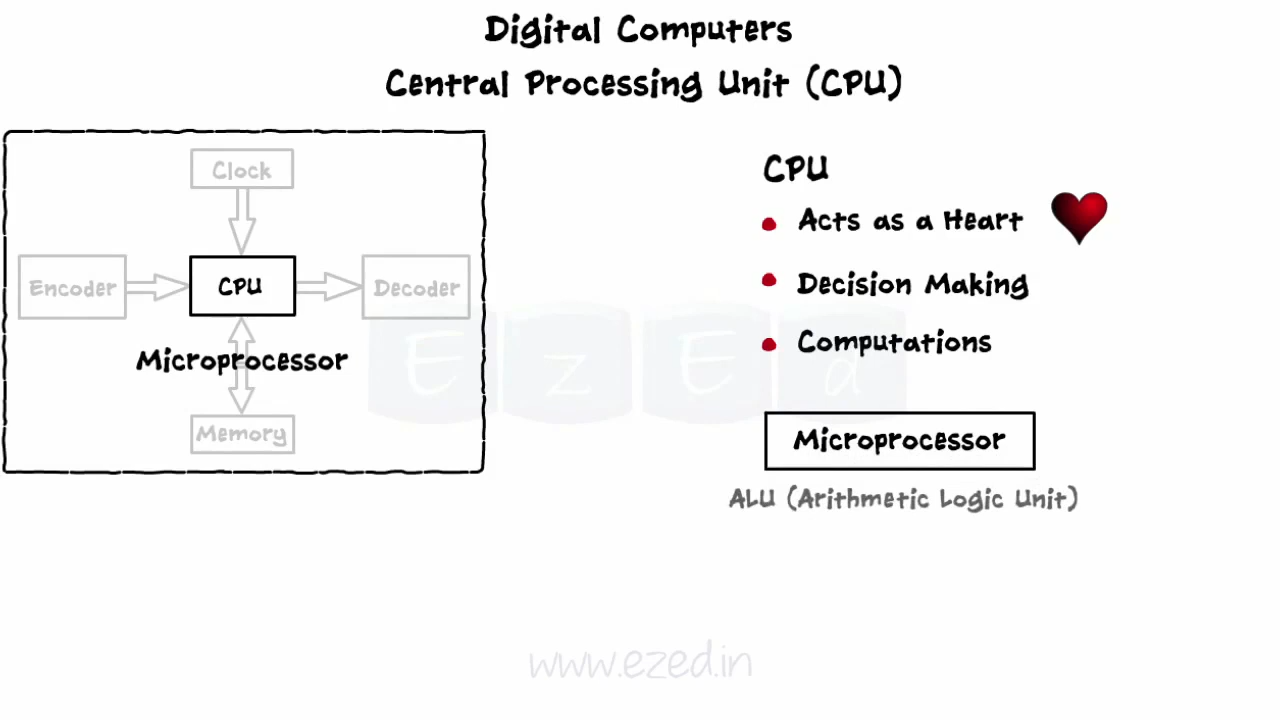 Digital Computers
Central Processing Unit (CPU)
Clock
Encoder
CPU
Decoder
Microprocessor
Memory
CPU
Acts as a Heart
Decision Making
Computations
Microprocessor
ALU (Arithmetic Logic Unit)
E z E d
www.ezed.in